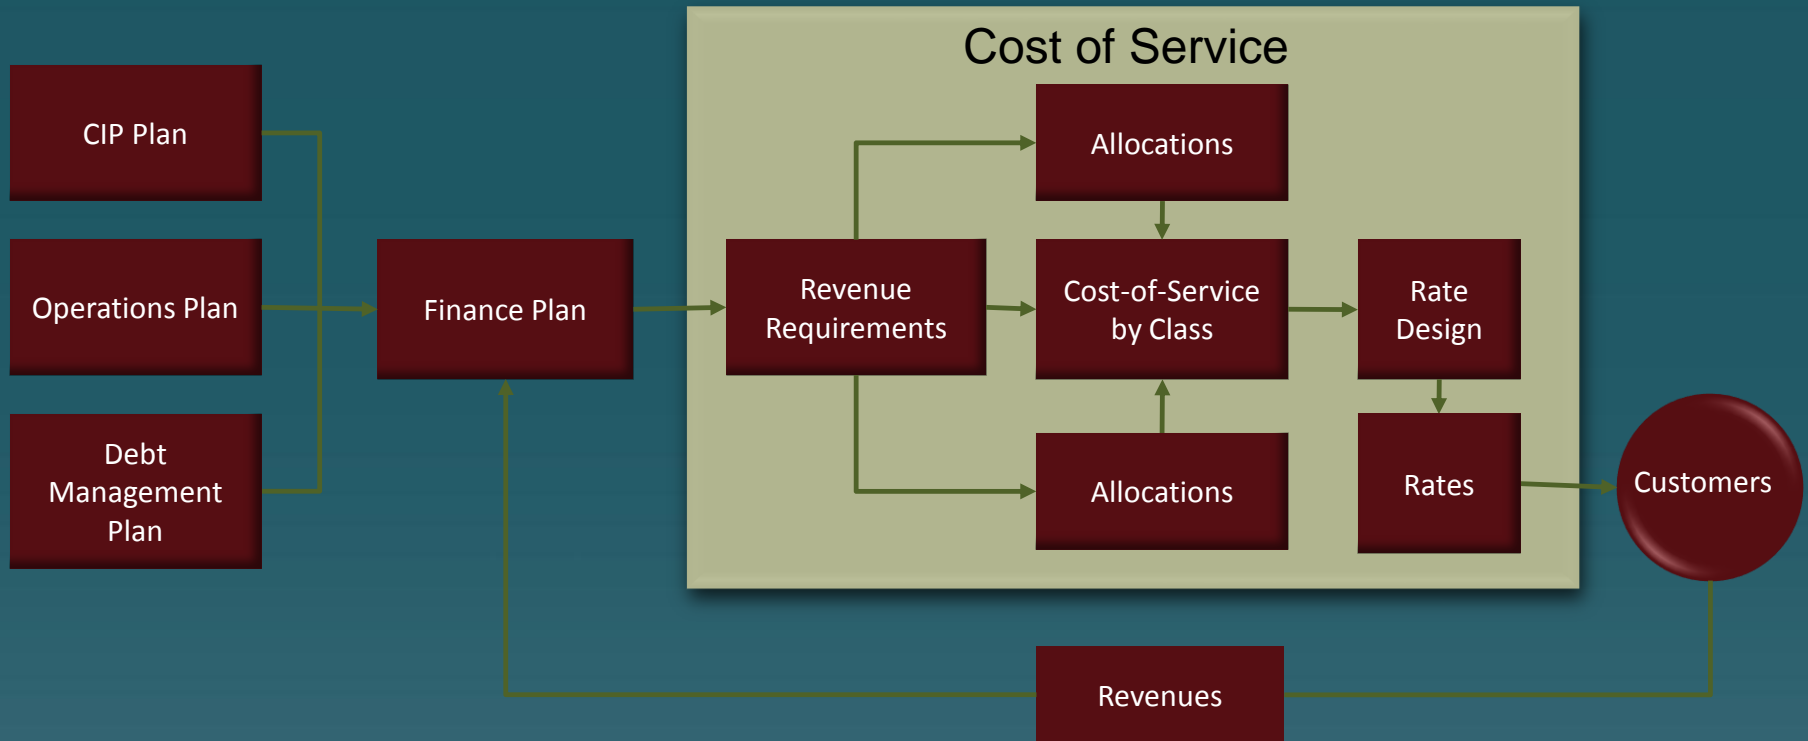 Cost of Service
CIP Plan
Allocations
Operations Plan
Finance Plan
Revenue
Requirements
Cost-of-Service
by Class
Rate
Design
Debt
Management
Plan
Allocations
Rates
Customers
Revenues